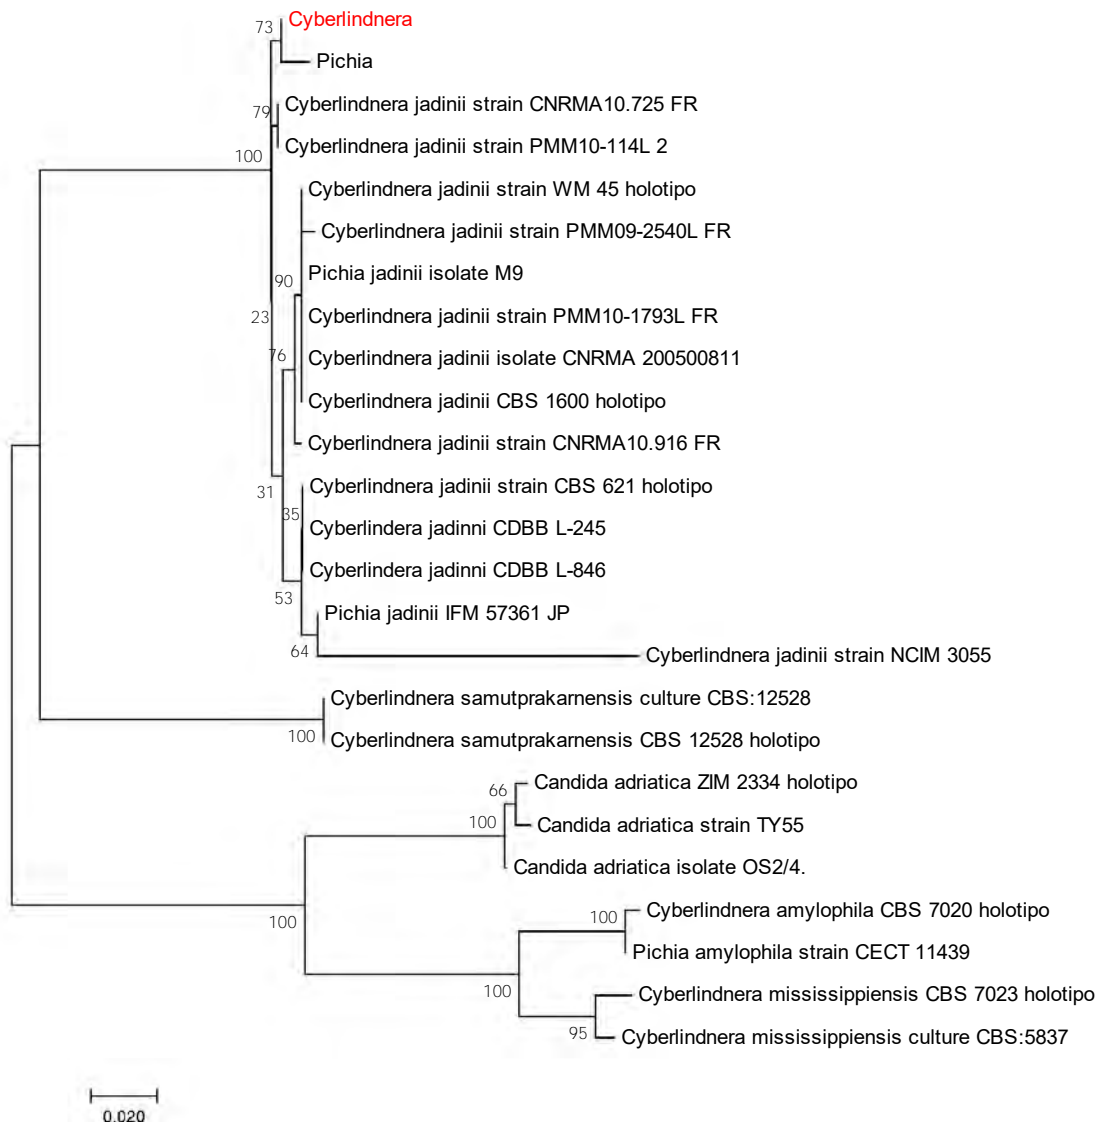 Cyberlindnera
73
Pichia
Cyberlindnera jadinii strain CNRMA10.725 FR
79
Cyberlindnera jadinii strain PMM10-114L 2
100
Cyberlindnera jadinii strain WM 45 holotipo
Cyberlindnera jadinii strain PMM09-2540L FR
Pichia jadinii isolate M9
90
Cyberlindnera jadinii strain PMM10-1793L FR
23
76
Cyberlindnera jadinii isolate CNRMA 200500811
Cyberlindnera jadinii CBS 1600 holotipo
Cyberlindnera jadinii strain CNRMA10.916 FR
Cyberlindnera jadinii strain CBS 621 holotipo
31
35
Cyberlindera jadinni CDBB L-245
Cyberlindera jadinni CDBB L-846
53
Pichia jadinii IFM 57361 JP
64
Cyberlindnera jadinii strain NCIM 3055
Cyberlindnera samutprakarnensis culture CBS:12528
100
Cyberlindnera samutprakarnensis CBS 12528 holotipo
Candida adriatica ZIM 2334 holotipo
66
100
Candida adriatica strain TY55
Candida adriatica isolate OS2/4.
Cyberlindnera amylophila CBS 7020 holotipo
100
100
Pichia amylophila strain CECT 11439
100
Cyberlindnera mississippiensis CBS 7023 holotipo
95
Cyberlindnera mississippiensis culture CBS:5837
0.020